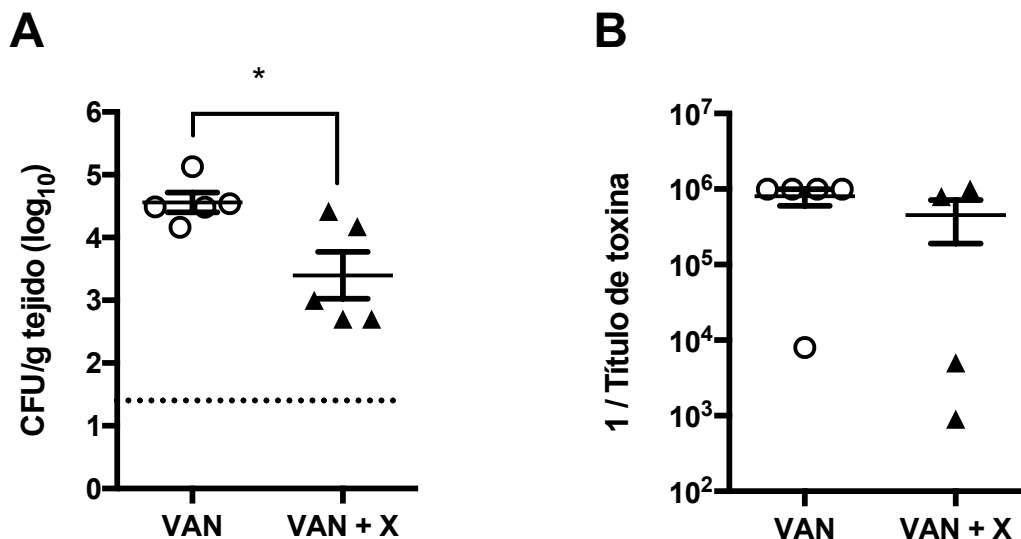 A
*
CFU/g tejido (log₁₀)
6
5
4
3
2
1
0
VAN
VAN + X
B
1 / Título de toxina
10⁷
10⁶
10⁵
10⁴
10³
10²
VAN
VAN + X